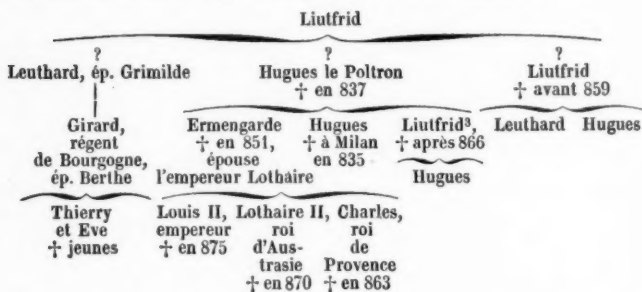 Liutfrid
? ? ?
Leuthard, ép. Grimilde Hugues le Poltron Liutfrid
† en 837 † avant 859
Girard, Ermengarde Hugues Liutfrid³, Leuthard Hugues
régent † en 851, † à Milan † après 866
de Bourgogne, épouse en 835
ép. Berthe l'empereur Lothaire Hugues
Thierry Louis II, Lothaire II, Charles,
et Eve empereur roi roi
† jeunes † en 875 d'Aus- de
trasie Provence
† en 870 † en 863